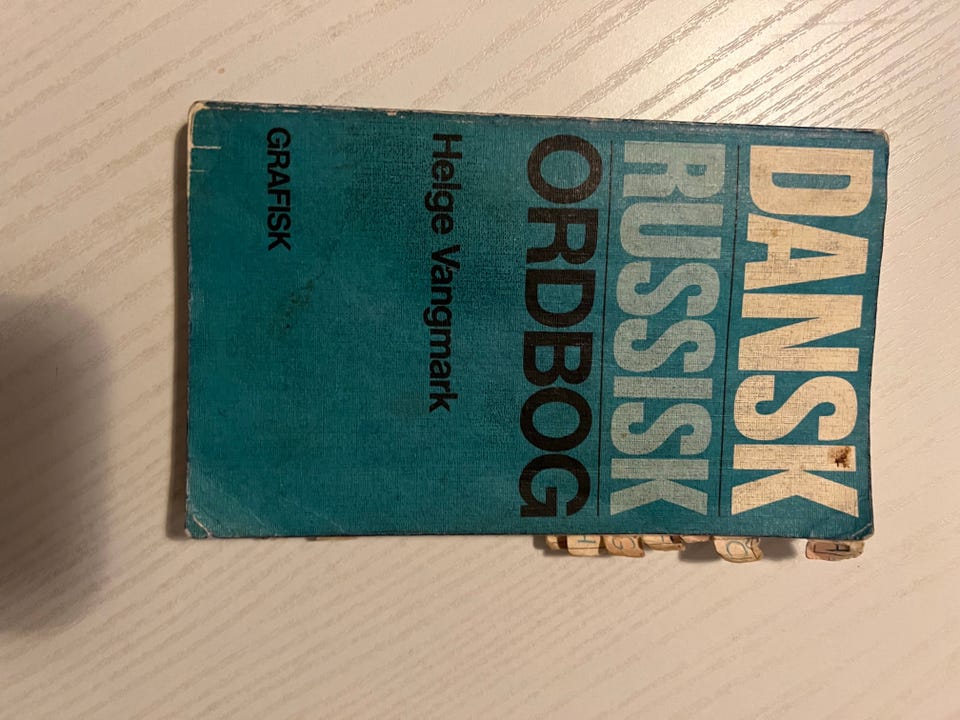 DANSK
RUSSISK
ORDBOG
Helge Vangmark
GRAFISK
A